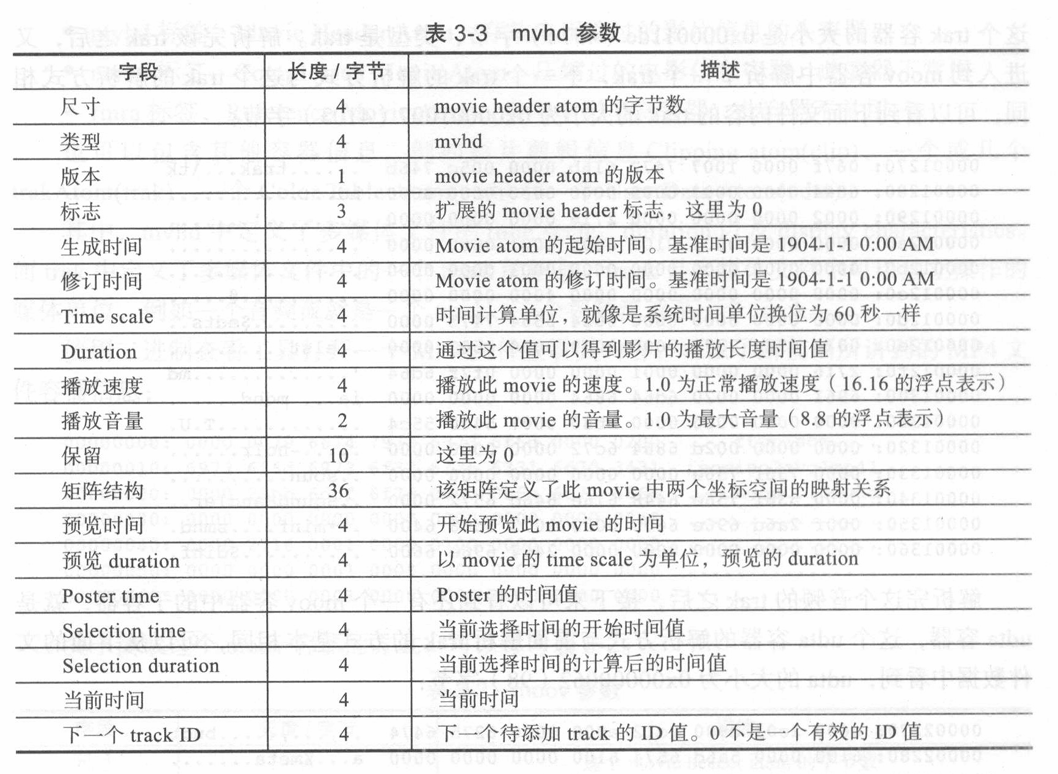 表 3-3 mvhd 参数
字段 长度/字节 描述
尺寸 4 movie header atom 的字节数
类型 4 mvhd
版本 1 movie header atom 的版本
标志 3 扩展的 movie header 标志，这里为 0
生成时间 4 Movie atom 的起始时间。基准时间是 1904-1-1 0:00 AM
修订时间 4 Movie atom 的修订时间。基准时间是 1904-1-1 0:00 AM
Time scale 4 时间计算单位，就像是系统时间单位换位为 60 秒一样
Duration 4 通过这个值可以得到影片的播放长度时间值
播放速度 4 播放此 movie 的速度。1.0 为正常播放速度（16.16 的浮点表示）
播放音量 2 播放此 movie 的音量。1.0 为最大音量（8.8 的浮点表示）
保留 10 这里为 0
矩阵结构 36 该矩阵定义了此 movie 中两个坐标空间的映射关系
预览时间 4 开始预览此 movie 的时间
预览 duration 4 以 movie 的 time scale 为单位，预览的 duration
Poster time 4 Poster 的时间值
Selection time 4 当前选择时间的开始时间值
Selection duration 4 当前选择时间的计算后的时间值
当前时间 4 当前时间
下一个 track ID 4 下一个待添加 track 的 ID 值。0 不是一个有效的 ID 值